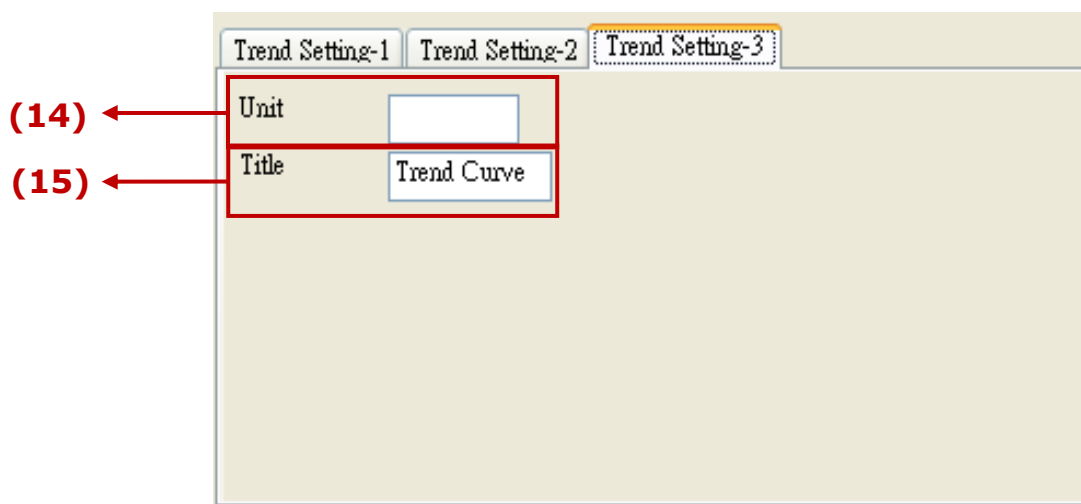 Trend Setting-1 Trend Setting-2 Trend Setting-3
(14) Unit
(15) Title Trend Curve